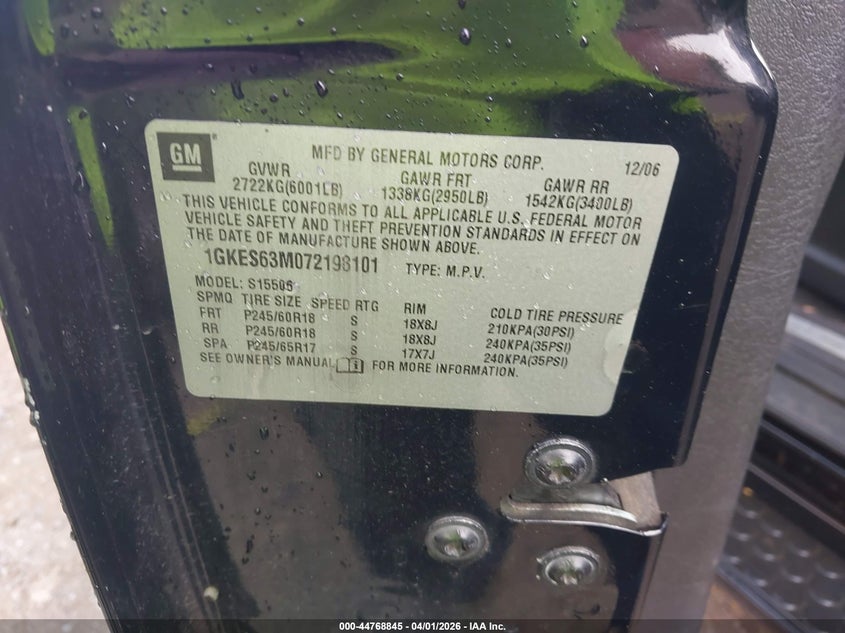 GM
MFD BY GENERAL MOTORS CORP. 12/06
GVWR GAWR FRT GAWR RR
2722KG(6001LB) 1338KG(2950LB) 1542KG(3400LB)
THIS VEHICLE CONFORMS TO ALL APPLICABLE U.S. FEDERAL MOTOR
VEHICLE SAFETY AND THEFT PREVENTION STANDARDS IN EFFECT ON
THE DATE OF MANUFACTURE SHOWN ABOVE.
1GKES63M072198101 TYPE: M.P.V.
MODEL: S15506
SPMQ TIRE SIZE SPEED RTG RIM COLD TIRE PRESSURE
FRT P245/60R18 S 18X8J 210KPA(30PSI)
RR P245/60R18 S 18X8J 240KPA(35PSI)
SPA P245/65R17 S 17X7J 240KPA(35PSI)
SEE OWNER'S MANUAL FOR MORE INFORMATION.
000-44768845 - 04/01/2026 - IAA Inc.